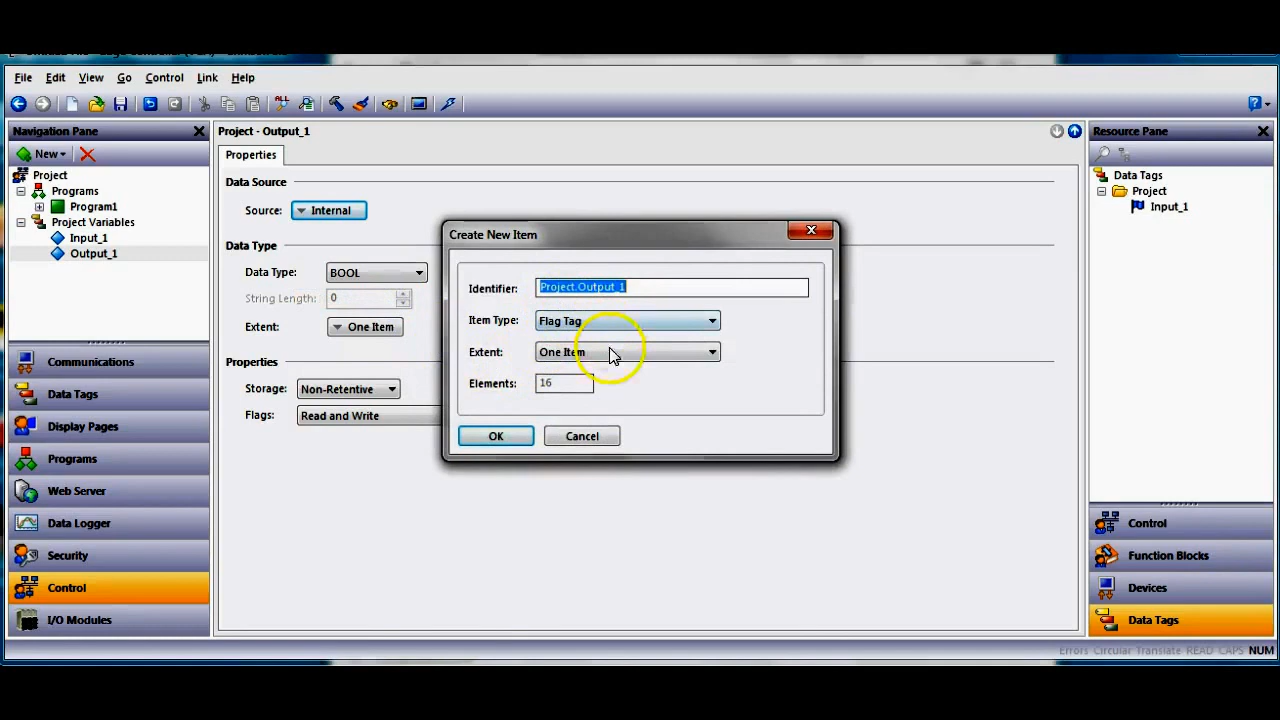 File Edit View Go Control Link Help
Navigation Pane
New
Project
Programs
Program1
Project Variables
Input_1
Output_1
Communications
Data Tags
Display Pages
Programs
Web Server
Data Logger
Security
Control
I/O Modules
Project - Output_1
Properties
Data Source
Source: Internal
Data Type
Data Type: BOOL
String Length: 0
Extent: One Item
Properties
Storage: Non-Retentive
Flags: Read and Write
Create New Item
Identifier: Project.Output_1
Item Type: Flag Tag
Extent: One Item
Elements: 16
OK Cancel
Resource Pane
Data Tags
Project
Input_1
Control
Function Blocks
Devices
Data Tags
Errors Circular Translate READ CAPS NUM